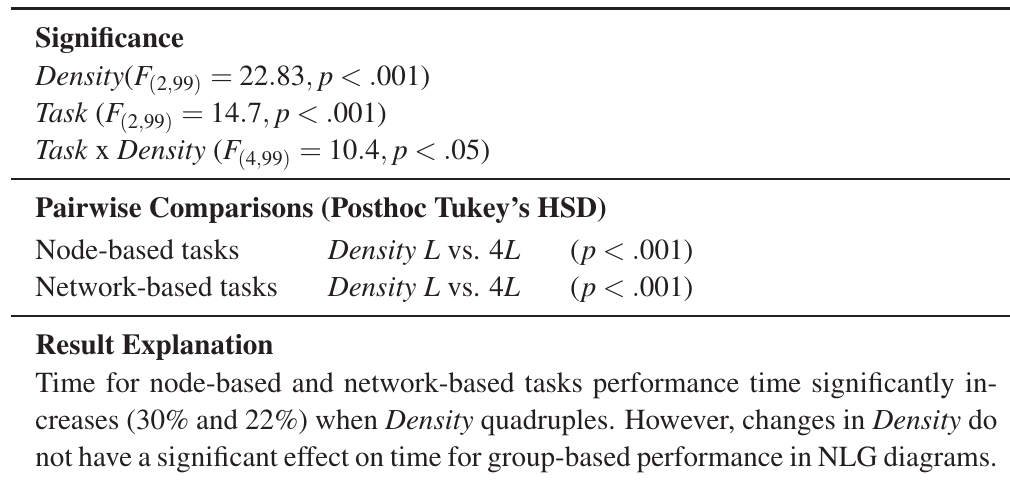 Significance
Density(F(2,99) = 22.83, p < .001)
Task (F(2,99) = 14.7, p < .001)
Task x Density (F(4,99) = 10.4, p < .05)
Pairwise Comparisons (Posthoc Tukey's HSD)
Node-based tasks Density L vs. 4L (p < .001)
Network-based tasks Density L vs. 4L (p < .001)
Result Explanation
Time for node-based and network-based tasks performance time significantly in-
creases (30% and 22%) when Density quadruples. However, changes in Density do
not have a significant effect on time for group-based performance in NLG diagrams.